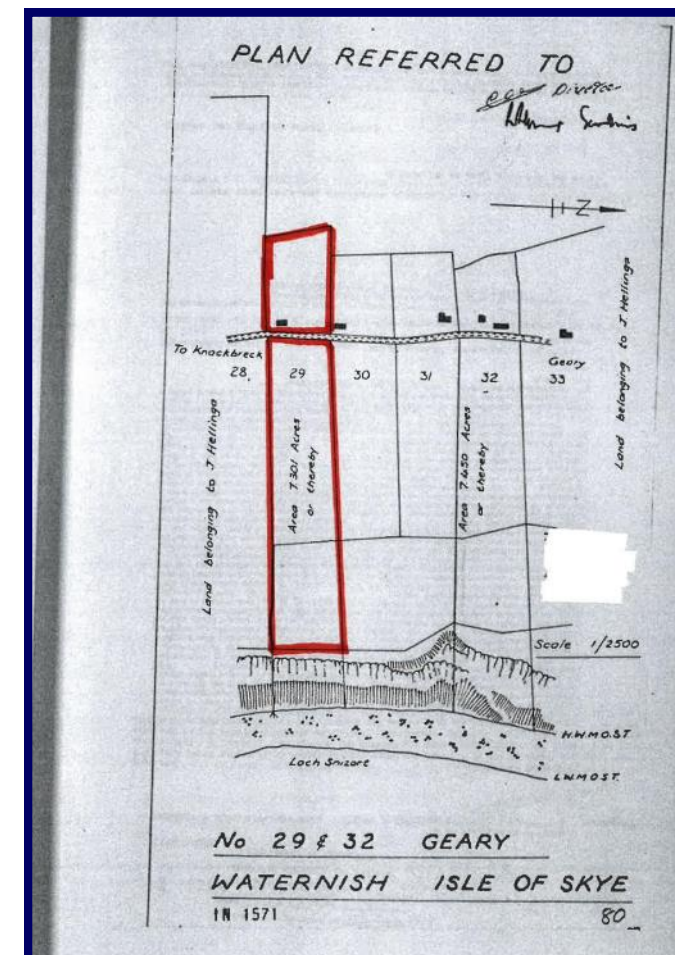 PLAN REFERRED TO
Director
To Knockbreck
Geary
28. 29 30 31 32 33
Land belonging to J Hellinga
Area 7.301 Acres
or thereby
Area 7.450 Acres
or thereby
Land belonging to J. Hellinga
Scale 1/2500
H.W.M.O.S.T
Loch Snizort
L.W.M.O.S.T.
No 29 & 32 GEARY
WATERNISH ISLE OF SKYE
IN 1571
80
N